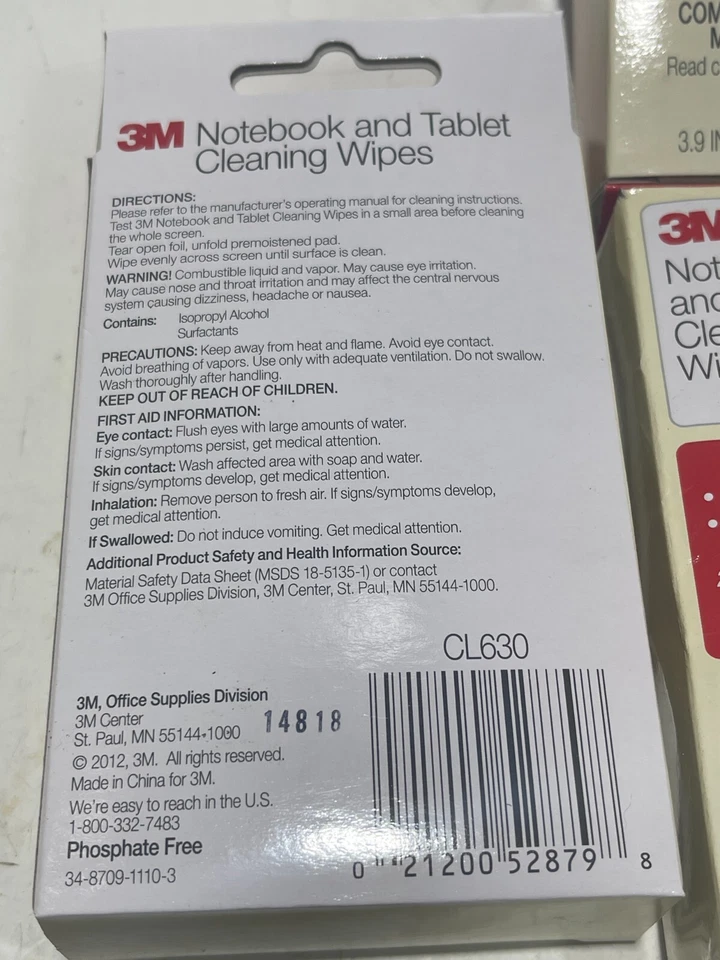 3M Notebook and Tablet
Cleaning Wipes
DIRECTIONS:
Please refer to the manufacturer's operating manual for cleaning instructions.
Test 3M Notebook and Tablet Cleaning Wipes in a small area before cleaning
the whole screen.
Tear open foil, unfold premoistened pad.
Wipe evenly across screen until surface is clean.
WARNING! Combustible liquid and vapor. May cause eye irritation.
May cause nose and throat irritation and may affect the central nervous
system causing dizziness, headache or nausea.
Contains: Isopropyl Alcohol
Surfactants
PRECAUTIONS: Keep away from heat and flame. Avoid eye contact.
Avoid breathing of vapors. Use only with adequate ventilation. Do not swallow.
Wash thoroughly after handling.
KEEP OUT OF REACH OF CHILDREN.
FIRST AID INFORMATION:
Eye contact: Flush eyes with large amounts of water.
If signs/symptoms persist, get medical attention.
Skin contact: Wash affected area with soap and water.
If signs/symptoms develop, get medical attention.
Inhalation: Remove person to fresh air. If signs/symptoms develop,
get medical attention.
If Swallowed: Do not induce vomiting. Get medical attention.
Additional Product Safety and Health Information Source:
Material Safety Data Sheet (MSDS 18-5135-1) or contact
3M Office Supplies Division, 3M Center, St. Paul, MN 55144-1000.
CL630
3M, Office Supplies Division
3M Center
St. Paul, MN 55144-1000
14818
© 2012, 3M. All rights reserved.
Made in China for 3M.
We're easy to reach in the U.S.
1-800-332-7483
Phosphate Free
34-8709-1110-3
0 21200 52879 8
COM
M
Read c
3.9 IN
3M
Not
and
Cle
Wi